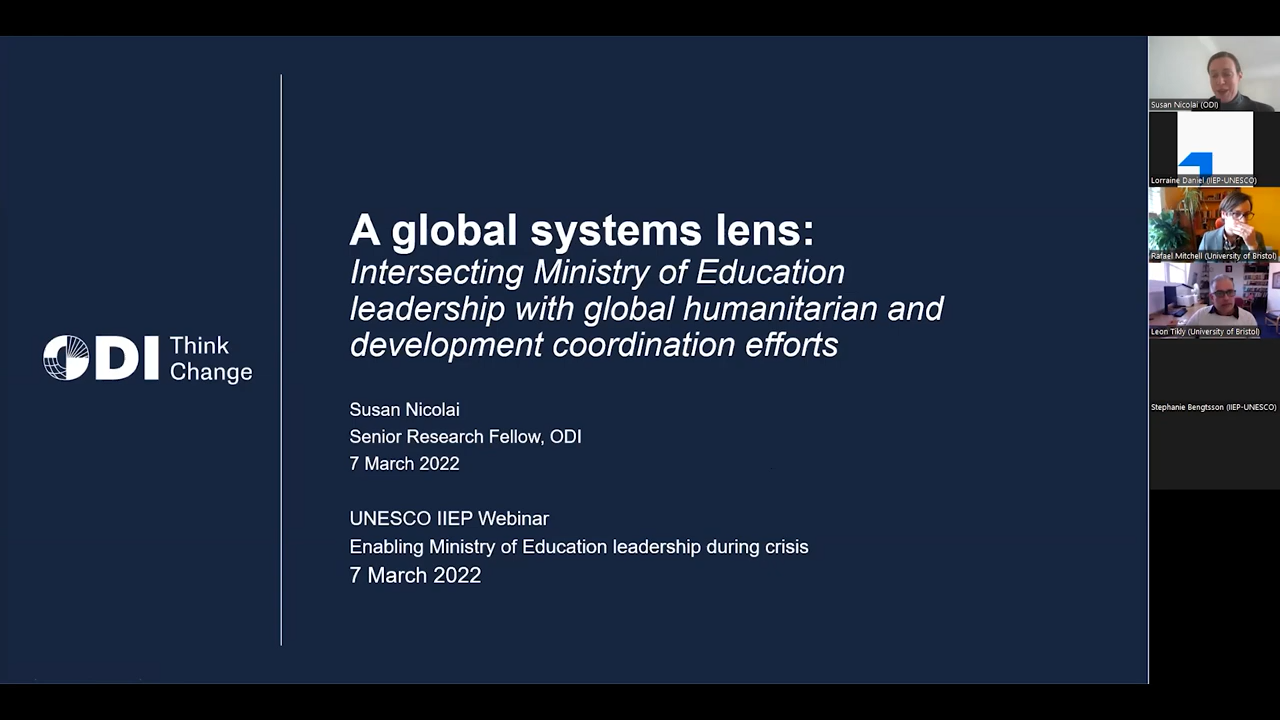 ODI Think
Change
A global systems lens:
Intersecting Ministry of Education
leadership with global humanitarian and
development coordination efforts
Susan Nicolai
Senior Research Fellow, ODI
7 March 2022
UNESCO IIEP Webinar
Enabling Ministry of Education leadership during crisis
7 March 2022
Susan Nicolai (ODI)
Lorraine Daniel (IIEP-UNESCO)
Rafael Mitchell (University of Bristol)
Leon Tikly (University of Bristol)
Stephanie Bengtsson (IIEP-UNESCO)